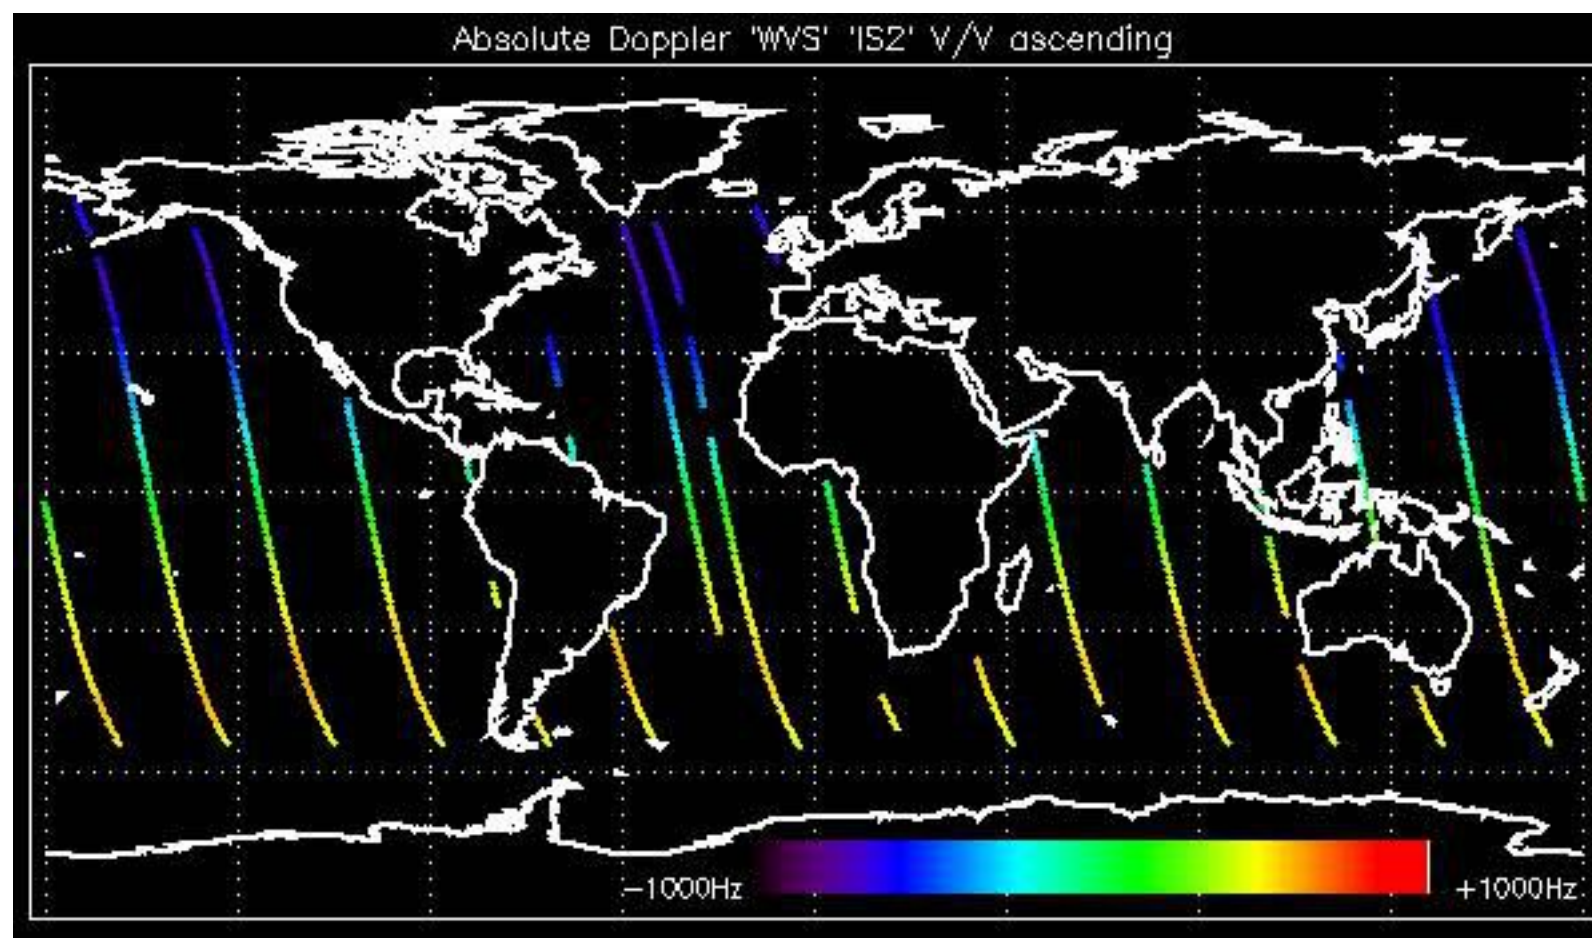 Absolute Doppler 'WVS' 'IS2' V/V ascending
-1000Hz +1000Hz